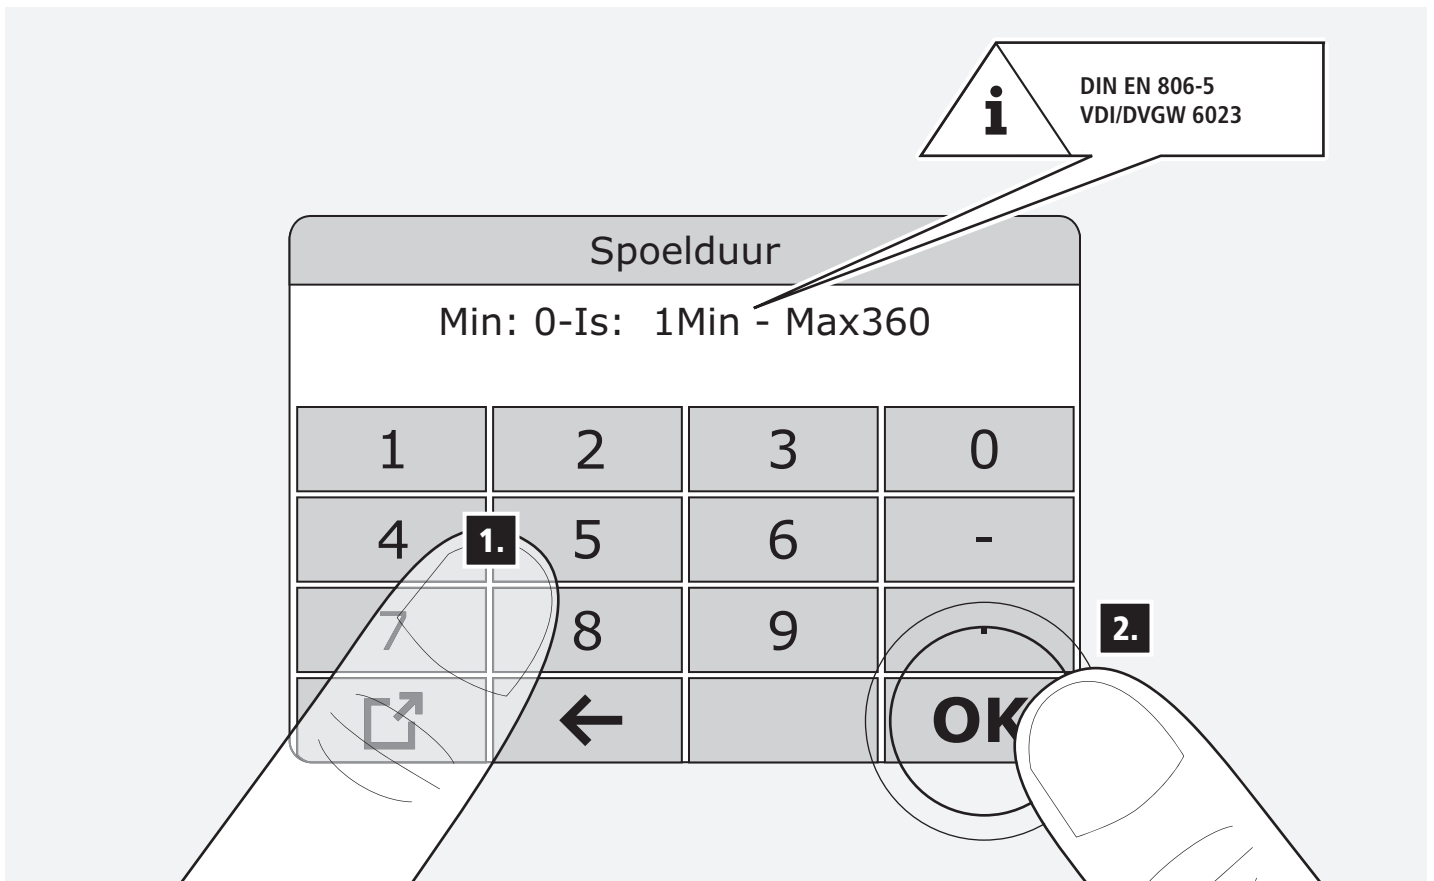 DIN EN 806-5
VDI/DVGW 6023
i
Spoelduur
Min: 0-Is:  1Min - Max360
1 2 3 0
4 1. 5 6 -
7 8 9 .
2.
OK